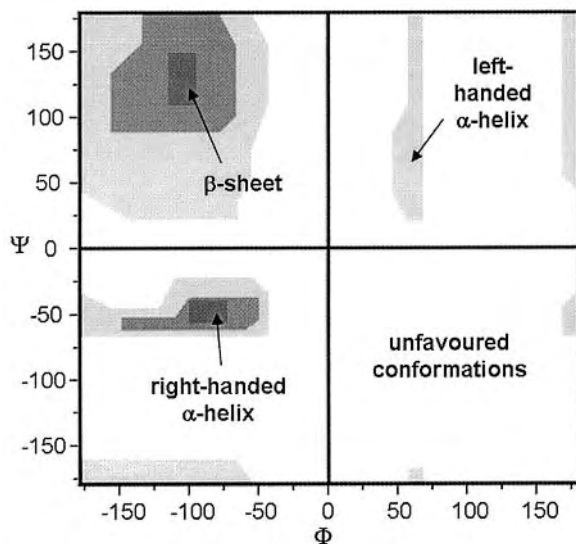 150
100
50
0
-50
-100
-150
Ψ
β-sheet
left-
handed
α-helix
right-handed
α-helix
unfavoured
conformations
-150 -100 -50 0 50 100 150
Φ